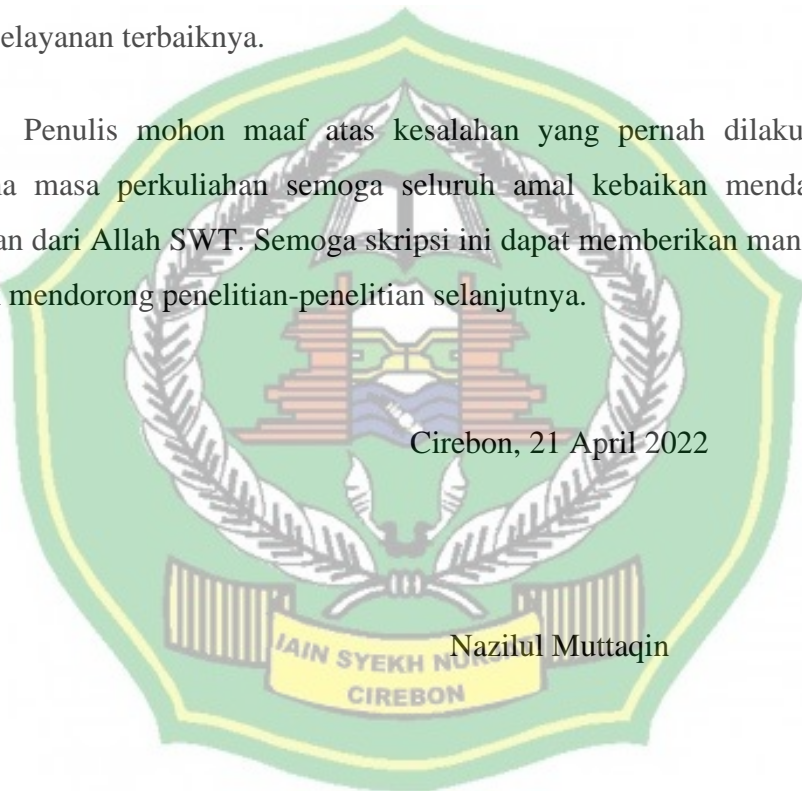 elayanan terbaiknya.
Penulis mohon maaf atas kesalahan yang pernah dilaku
na masa perkuliahan semoga seluruh amal kebaikan menda
an dari Allah SWT. Semoga skripsi ini dapat memberikan man
mendorong penelitian-penelitian selanjutnya.
Cirebon, 21 April 2022
Nazilul Muttaqin
IAIN SYEKH
CIREBON